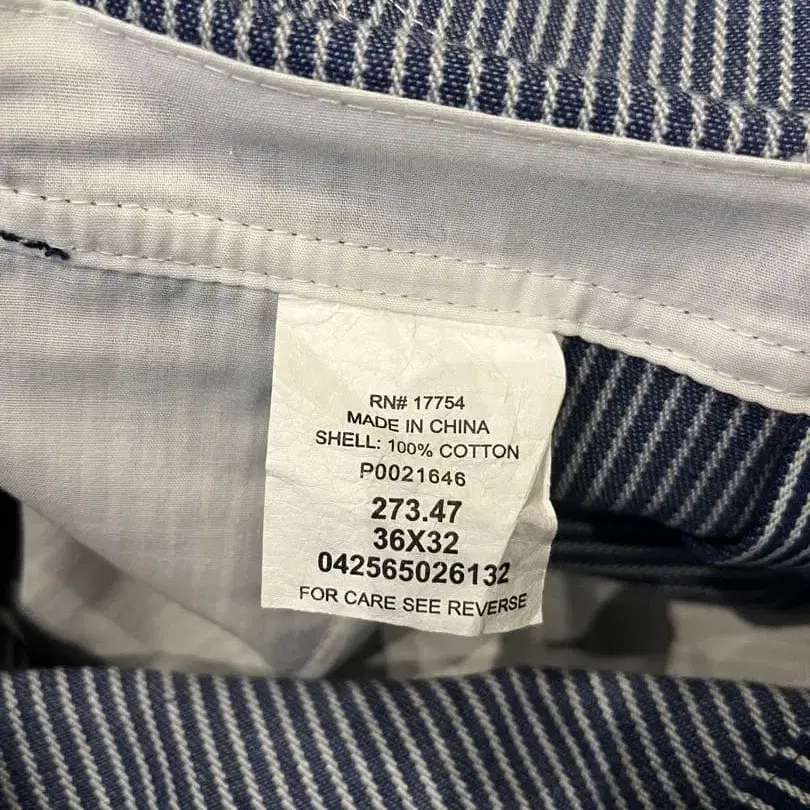 RN# 17754
MADE IN CHINA
SHELL: 100% COTTON
P0021646
273.47
36X32
042565026132
FOR CARE SEE REVERSE